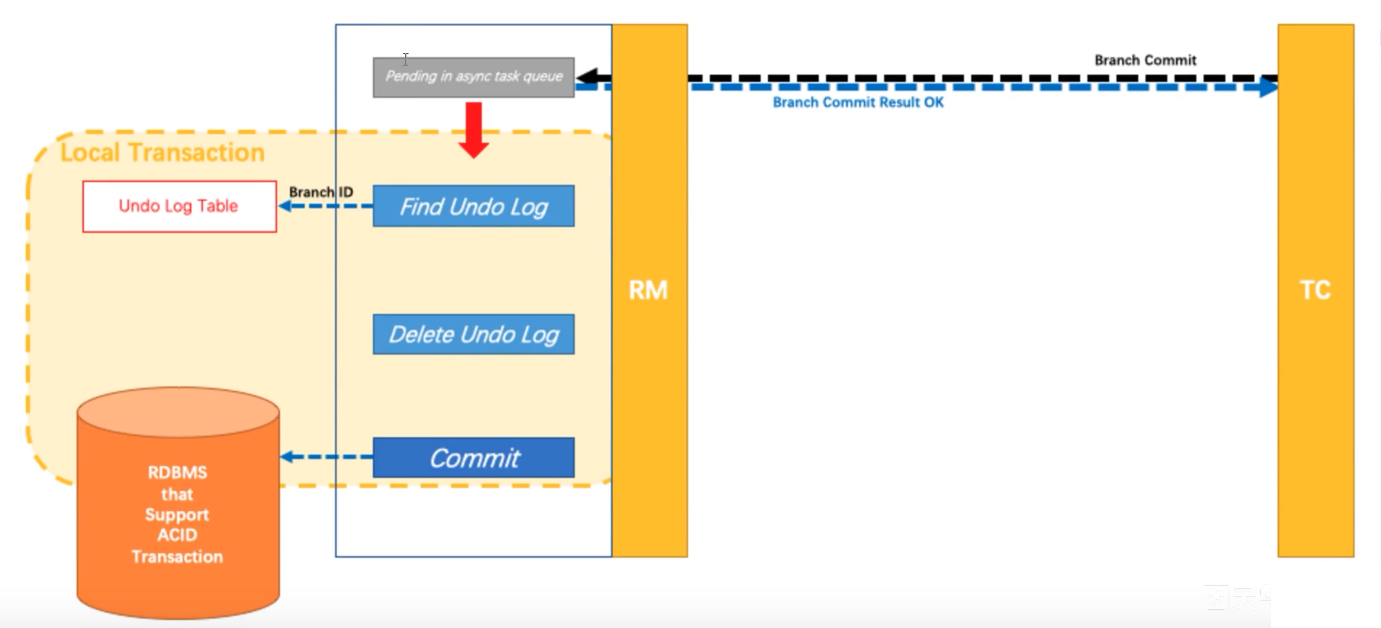 Branch Commit
Pending in async task queue
Branch Commit Result OK
Local Transaction
Branch ID
Undo Log Table
Find Undo Log
RM
TC
Delete Undo Log
Commit
RDBMS
that
Support
ACID
Transaction